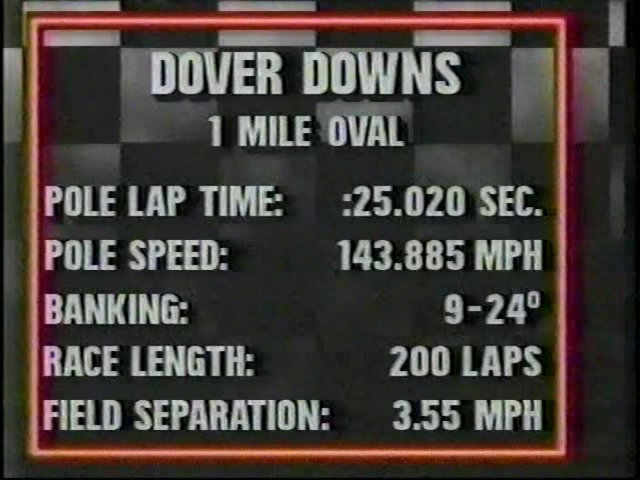 DOVER DOWNS
1 MILE OVAL
POLE LAP TIME: :25.020 SEC.
POLE SPEED: 143.885 MPH
BANKING: 9-24º
RACE LENGTH: 200 LAPS
FIELD SEPARATION: 3.55 MPH